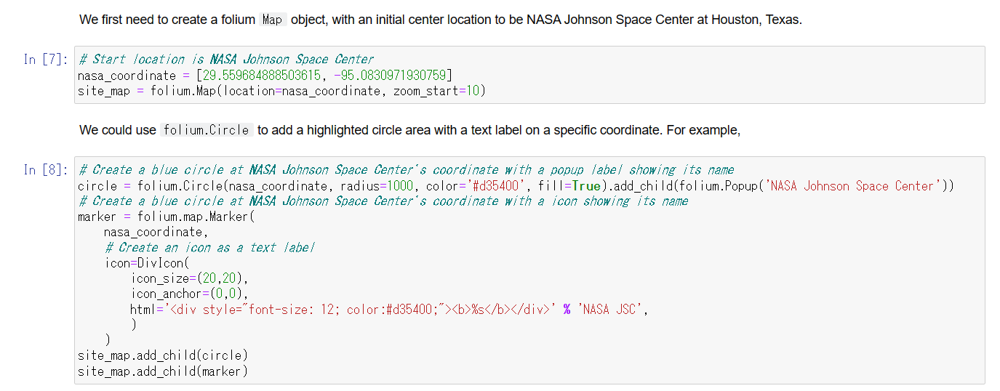 We first need to create a folium Map object, with an initial center location to be NASA Johnson Space Center at Houston, Texas.
In [7]:
# Start location is NASA Johnson Space Center
nasa_coordinate = [29.559684888503615, -95.0830971930759]
site_map = folium.Map(location=nasa_coordinate, zoom_start=10)
We could use folium.Circle to add a highlighted circle area with a text label on a specific coordinate. For example,
In [8]:
# Create a blue circle at NASA Johnson Space Center's coordinate with a popup label showing its name
circle = folium.Circle(nasa_coordinate, radius=1000, color='#d35400', fill=True).add_child(folium.Popup('NASA Johnson Space Center'))
# Create a blue circle at NASA Johnson Space Center's coordinate with a icon showing its name
marker = folium.map.Marker(
    nasa_coordinate,
    # Create an icon as a text label
    icon=DivIcon(
        icon_size=(20,20),
        icon_anchor=(0,0),
        html='<div style="font-size: 12; color:#d35400;"><b>%s</b></div>' % 'NASA JSC',
        )
    )
site_map.add_child(circle)
site_map.add_child(marker)